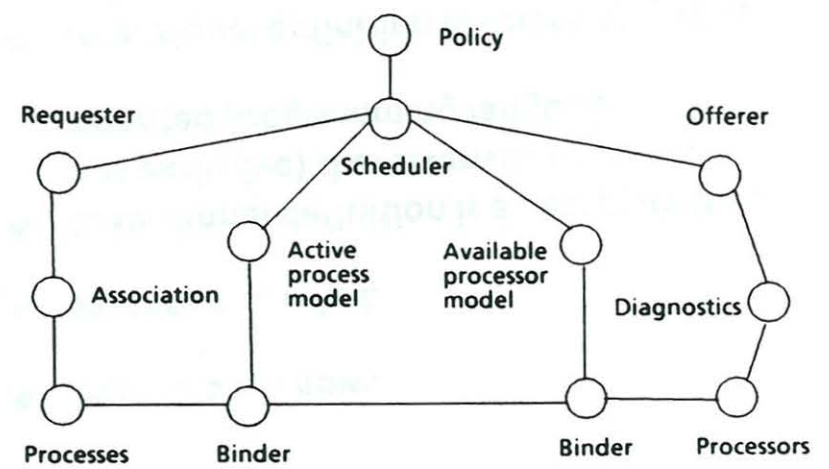 Policy
Requester
Offerer
Scheduler
Active
process
model
Available
processor
model
Association
Diagnostics
Processes
Binder
Binder
Processors